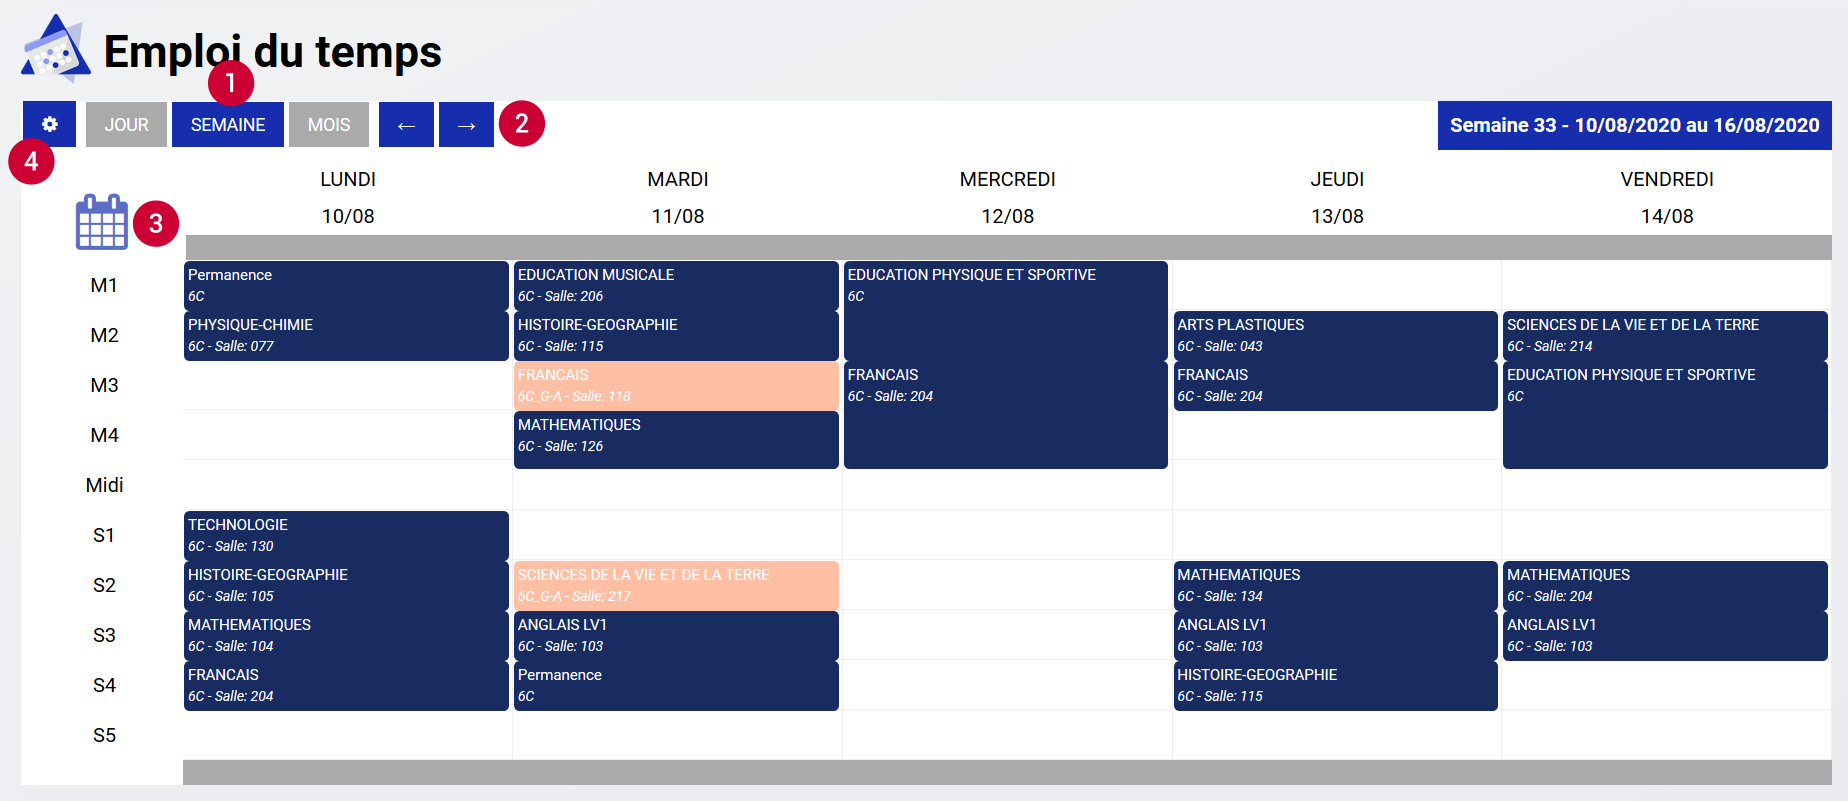 Emploi du temps
1
JOUR SEMAINE MOIS ← → 2
Semaine 33 - 10/08/2020 au 16/08/2020
4
LUNDI MARDI MERCREDI JEUDI VENDREDI
10/08 11/08 12/08 13/08 14/08
3
M1
Permanence
6C
EDUCATION MUSICALE
6C - Salle: 206
EDUCATION PHYSIQUE ET SPORTIVE
6C
M2
PHYSIQUE-CHIMIE
6C - Salle: 077
HISTOIRE-GEOGRAPHIE
6C - Salle: 115
ARTS PLASTIQUES
6C - Salle: 043
SCIENCES DE LA VIE ET DE LA TERRE
6C - Salle: 214
M3
FRANCAIS
6C_G-A - Salle: 118
FRANCAIS
6C - Salle: 204
FRANCAIS
6C - Salle: 204
EDUCATION PHYSIQUE ET SPORTIVE
6C
M4
MATHEMATIQUES
6C - Salle: 126
Midi
S1
TECHNOLOGIE
6C - Salle: 130
S2
HISTOIRE-GEOGRAPHIE
6C - Salle: 105
SCIENCES DE LA VIE ET DE LA TERRE
6C_G-A - Salle: 217
MATHEMATIQUES
6C - Salle: 134
MATHEMATIQUES
6C - Salle: 204
S3
MATHEMATIQUES
6C - Salle: 104
ANGLAIS LV1
6C - Salle: 103
ANGLAIS LV1
6C - Salle: 103
ANGLAIS LV1
6C - Salle: 103
S4
FRANCAIS
6C - Salle: 204
Permanence
6C
HISTOIRE-GEOGRAPHIE
6C - Salle: 115
S5